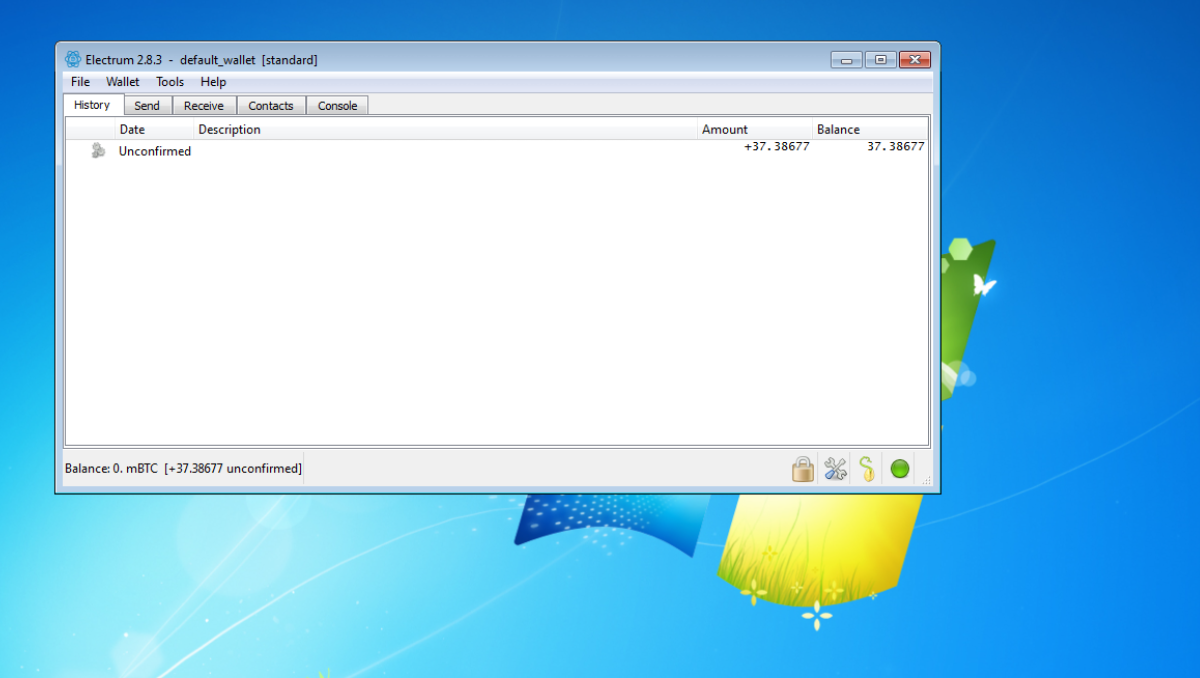 Electrum 2.8.3 - default_wallet [standard]
File Wallet Tools Help
History Send Receive Contacts Console
Date Description Amount Balance
Unconfirmed +37.38677 37.38677
Balance: 0. mBTC [+37.38677 unconfirmed]